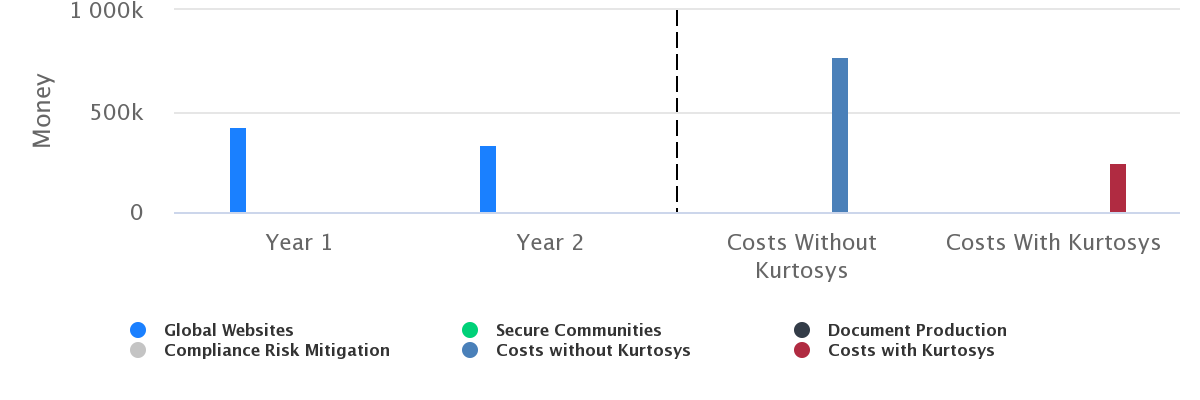 1 000k
500k
0
Money
Year 1
Year 2
Costs Without
Kurtosys
Costs With Kurtosys
Global Websites
Secure Communities
Document Production
Compliance Risk Mitigation
Costs without Kurtosys
Costs with Kurtosys